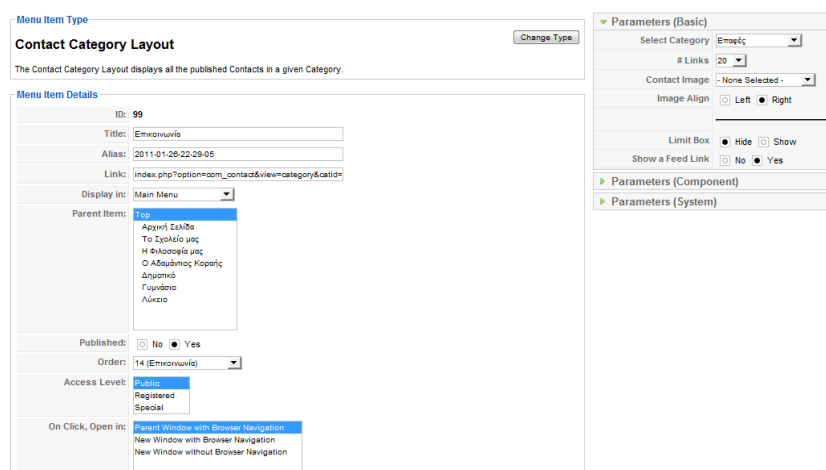 Menu Item Type
Contact Category Layout
Change Type
The Contact Category Layout displays all the published Contacts in a given Category.
Menu Item Details
ID: 99
Title: Επικοινωνία
Alias: 2011-01-26-22-29-05
Link: index.php?option=com_contact&view=category&catid=
Display in: Main Menu
Parent Item: Top
Αρχική Σελίδα
Το Σχολείο μας
Η Φιλοσοφία μας
Ο Αδαμάντιος Κοραής
Δημοτικό
Γυμνάσιο
Λύκειο
Published: No Yes
Order: 14 (Επικοινωνία)
Access Level: Public
Registered
Special
On Click, Open in: Parent Window with Browser Navigation
New Window with Browser Navigation
New Window without Browser Navigation
Parameters (Basic)
Select Category Επαφές
# Links 20
Contact Image - None Selected -
Image Align Left Right
Limit Box Hide Show
Show a Feed Link No Yes
Parameters (Component)
Parameters (System)